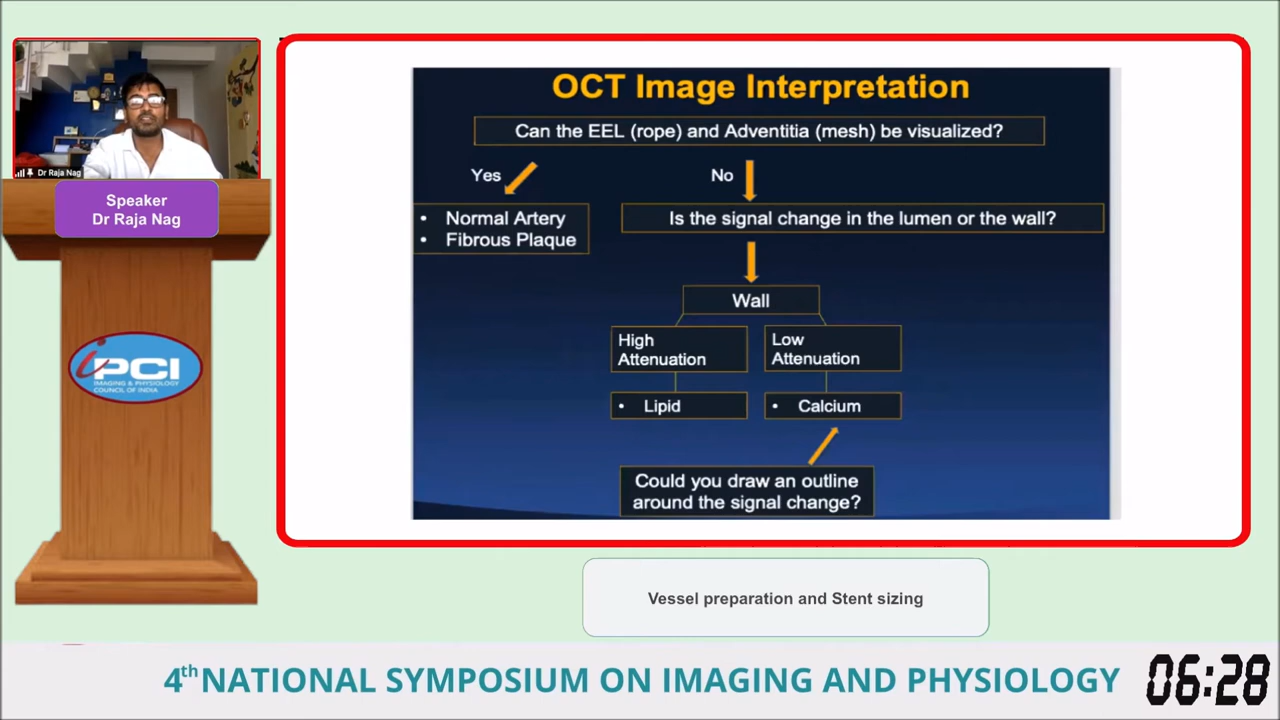 Dr Raja Nag
Speaker
Dr Raja Nag
iPCI
IMAGING & PHYSIOLOGY
COUNCIL OF INDIA
OCT Image Interpretation
Can the EEL (rope) and Adventitia (mesh) be visualized?
Yes
No
• Normal Artery
• Fibrous Plaque
Is the signal change in the lumen or the wall?
Wall
High
Attenuation
Low
Attenuation
• Lipid
• Calcium
Could you draw an outline
around the signal change?
Vessel preparation and Stent sizing
4th NATIONAL SYMPOSIUM ON IMAGING AND PHYSIOLOGY
06:28